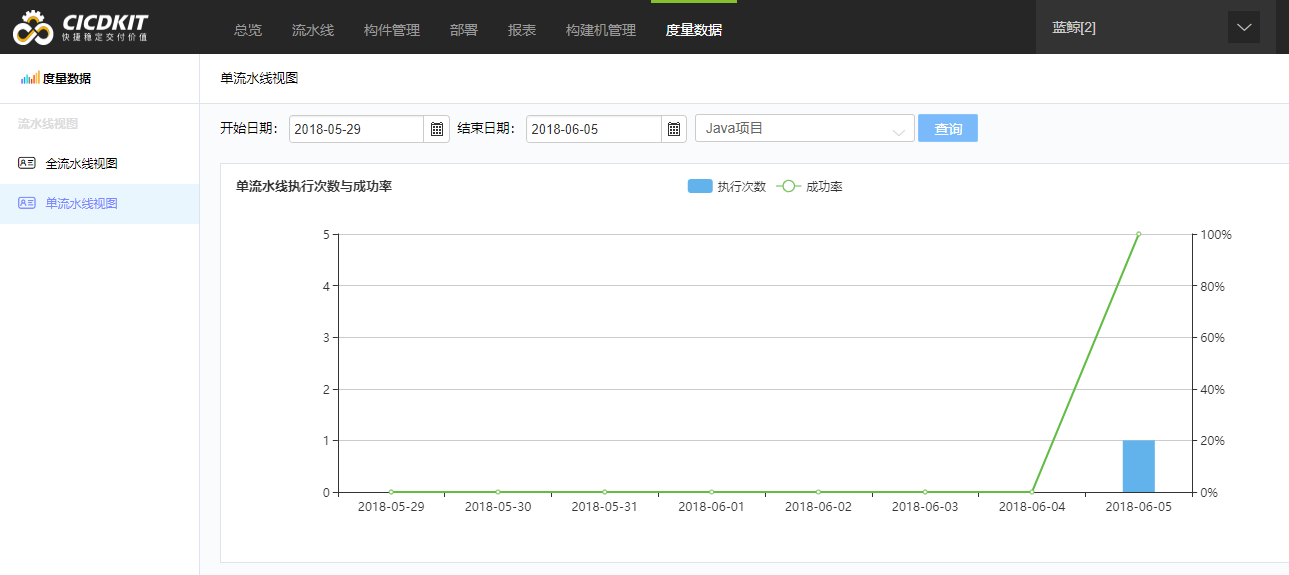 CICDKIT
快捷稳定交付价值
总览 流水线 构件管理 部署 报表 构建机管理 度量数据 蓝鲸[2]
度量数据
单流水线视图
流水线视图
全流水线视图
单流水线视图
开始日期： 2018-05-29 结束日期： 2018-06-05 Java项目 查询
单流水线执行次数与成功率 执行次数 成功率
5 100%
4 80%
3 60%
2 40%
1 20%
0 0%
2018-05-29 2018-05-30 2018-05-31 2018-06-01 2018-06-02 2018-06-03 2018-06-04 2018-06-05